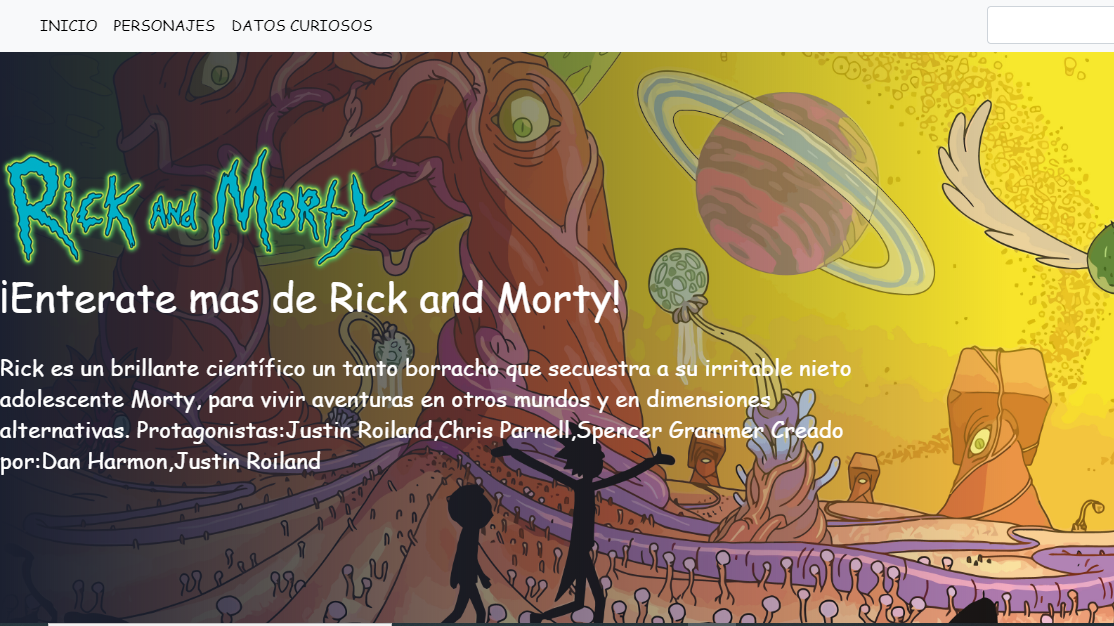 INICIO PERSONAJES DATOS CURIOSOS
Rick and Morty
¡Enterate mas de Rick and Morty!
Rick es un brillante científico un tanto borracho que secuestra a su irritable nieto
adolescente Morty, para vivir aventuras en otros mundos y en dimensiones
alternativas. Protagonistas:Justin Roiland,Chris Parnell,Spencer Grammer Creado
por:Dan Harmon,Justin Roiland